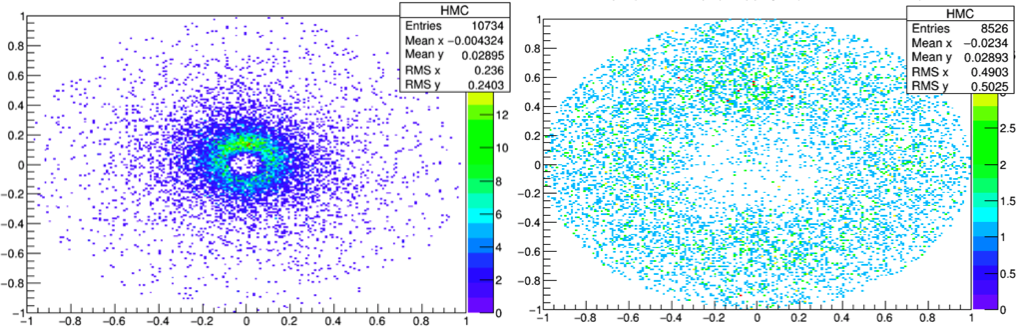 HMC
Entries 10734
Mean x −0.004324
Mean y 0.02895
RMS x 0.236
RMS y 0.2403
1
0.8
0.6
0.4
0.2
0
−0.2
−0.4
−0.6
−0.8
−1
−1 −0.8 −0.6 −0.4 −0.2 0 0.2 0.4 0.6 0.8 1
12
10
8
6
4
2
0
HMC
Entries 8526
Mean x −0.0234
Mean y −0.02893
RMS x 0.4903
RMS y 0.5025
1
0.8
0.6
0.4
0.2
0
−0.2
−0.4
−0.6
−0.8
−1
−1 −0.8 −0.6 −0.4 −0.2 0 0.2 0.4 0.6 0.8 1
2.5
2
1.5
1
0.5
0